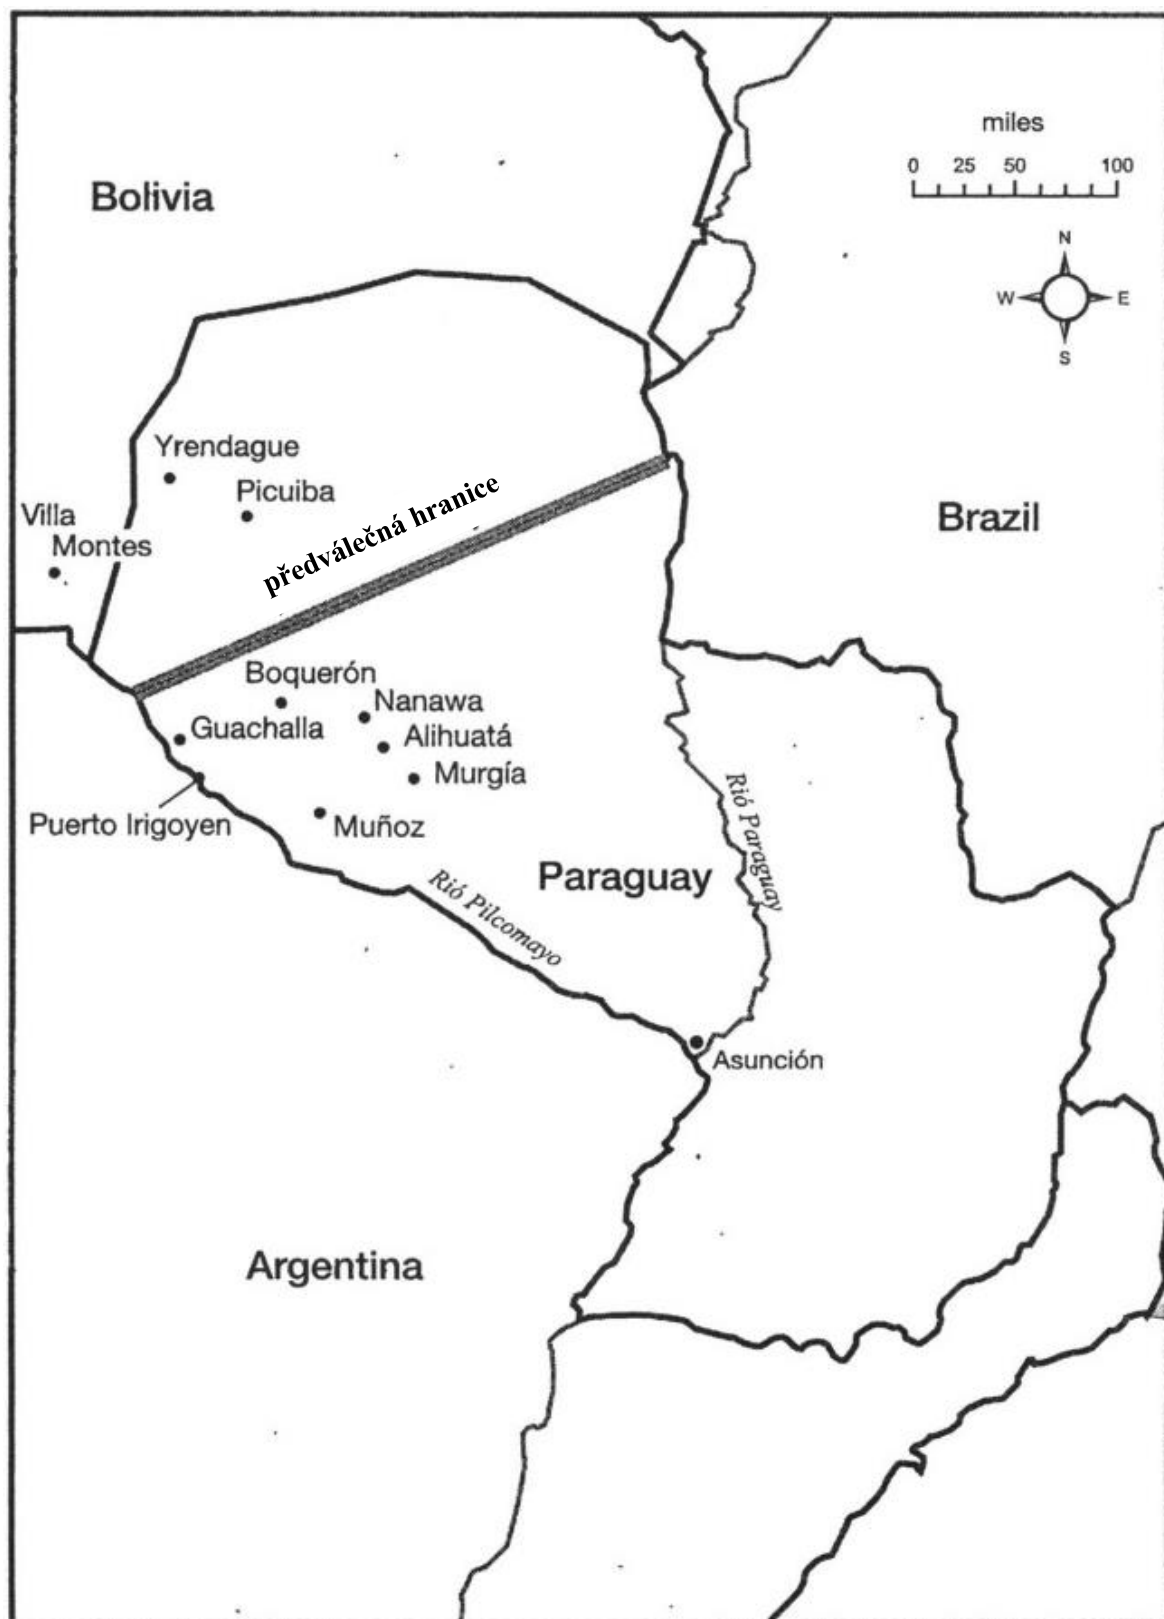 miles
0 25 50 100
Bolivia
N
W E
S
Yrendague
Picuiba
předválečná hranice
Villa
Montes
Brazil
Boquerón
Nanawa
Guachalla
Alihuatá
Murgía
Puerto Irigoyen
Muñoz
Rió Paraguay
Paraguay
Rió Pilcomayo
Asunción
Argentina